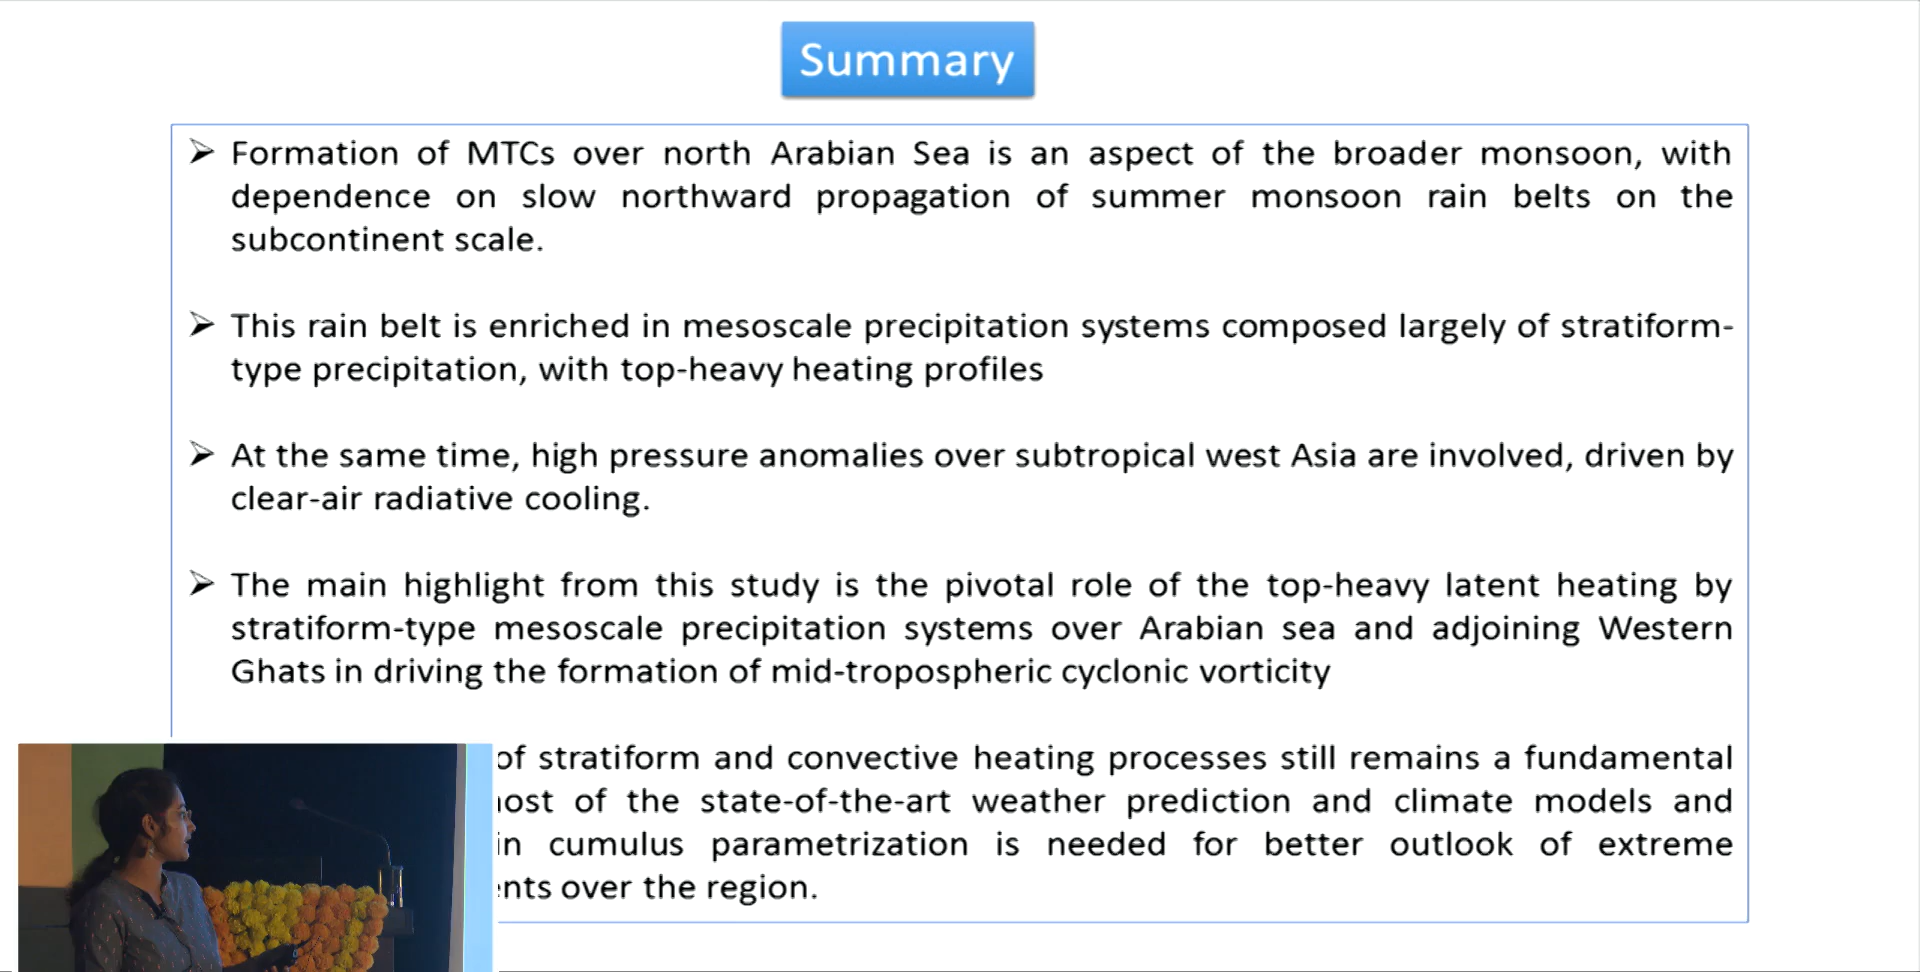 Summary
➢ Formation of MTCs over north Arabian Sea is an aspect of the broader monsoon, with
dependence on slow northward propagation of summer monsoon rain belts on the
subcontinent scale.
➢ This rain belt is enriched in mesoscale precipitation systems composed largely of stratiform-
type precipitation, with top-heavy heating profiles
➢ At the same time, high pressure anomalies over subtropical west Asia are involved, driven by
clear-air radiative cooling.
➢ The main highlight from this study is the pivotal role of the top-heavy latent heating by
stratiform-type mesoscale precipitation systems over Arabian sea and adjoining Western
Ghats in driving the formation of mid-tropospheric cyclonic vorticity
of stratiform and convective heating processes still remains a fundamental
of the state-of-the-art weather prediction and climate models and
in cumulus parametrization is needed for better outlook of extreme
over the region.